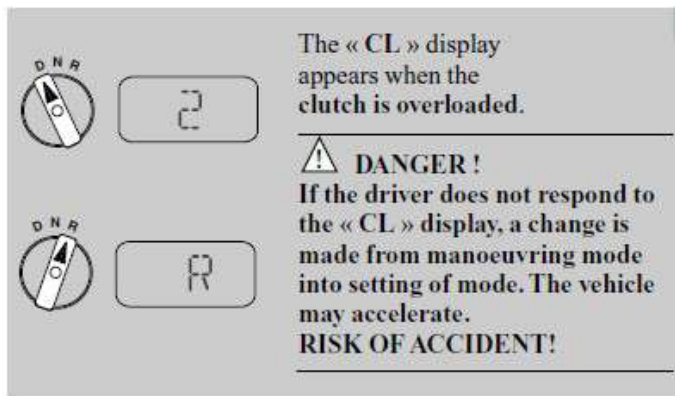 D N R
2
D N R
R
The « CL » display
appears when the
clutch is overloaded.
DANGER !
If the driver does not respond to
the « CL » display, a change is
made from manoeuvring mode
into setting of mode. The vehicle
may accelerate.
RISK OF ACCIDENT!